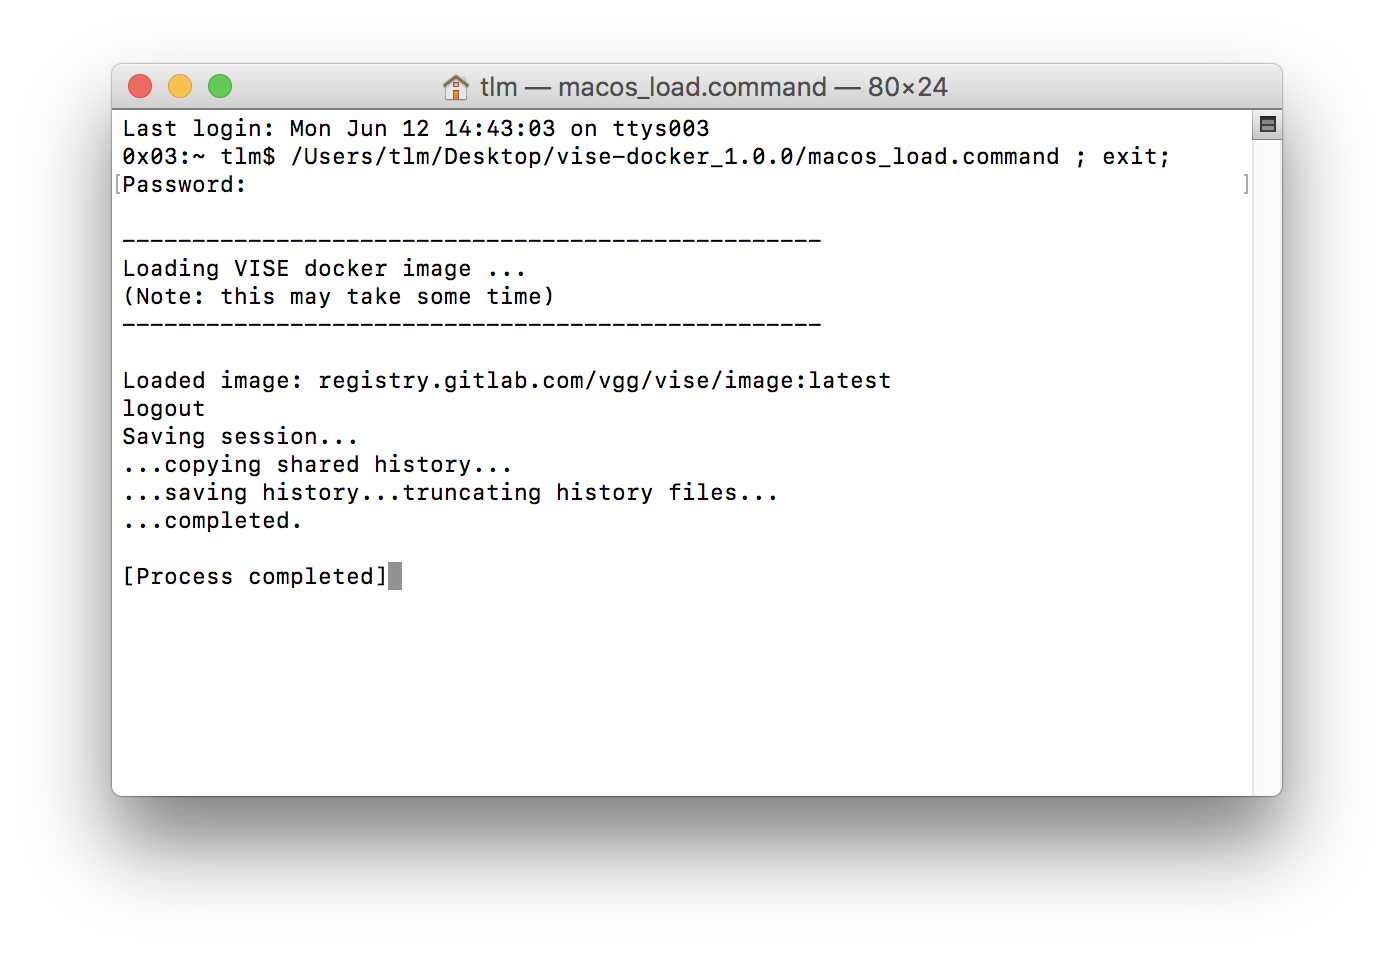 tlm — macos_load.command — 80×24
Last login: Mon Jun 12 14:43:03 on ttys003
0x03:~ tlm$ /Users/tlm/Desktop/vise-docker_1.0.0/macos_load.command ; exit;
[Password: ]
--------------------------------------------------
Loading VISE docker image ...
(Note: this may take some time)
--------------------------------------------------
Loaded image: registry.gitlab.com/vgg/vise/image:latest
logout
Saving session...
...copying shared history...
...saving history...truncating history files...
...completed.
[Process completed]